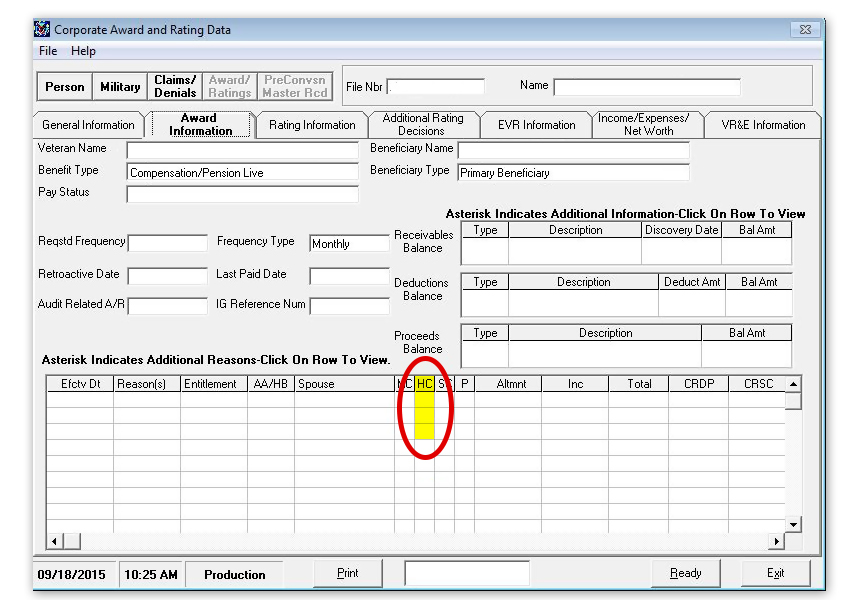 Corporate Award and Rating Data
File Help
Person Military Claims/ Denials Award/ Ratings PreConvsn Master Rcd File Nbr . Name
General Information Award Information Rating Information Additional Rating Decisions EVR Information Income/Expenses/ Net Worth VR&E Information
Veteran Name Beneficiary Name
Benefit Type Compensation/Pension Live Beneficiary Type Primary Beneficiary
Pay Status
Asterisk Indicates Additional Information-Click On Row To View
Reqstd Frequency Frequency Type Monthly Receivables Balance Type Description Discovery Date Bal Amt
Retroactive Date Last Paid Date Deductions Balance Type Description Deduct Amt Bal Amt
Audit Related A/R IG Reference Num
Proceeds Balance Type Description Bal Amt
Asterisk Indicates Additional Reasons-Click On Row To View.
Efctv Dt Reason(s) Entitlement AA/HB Spouse HC P Altmnt Inc Total CRDP CRSC
09/18/2015 10:25 AM Production Print Ready Exit